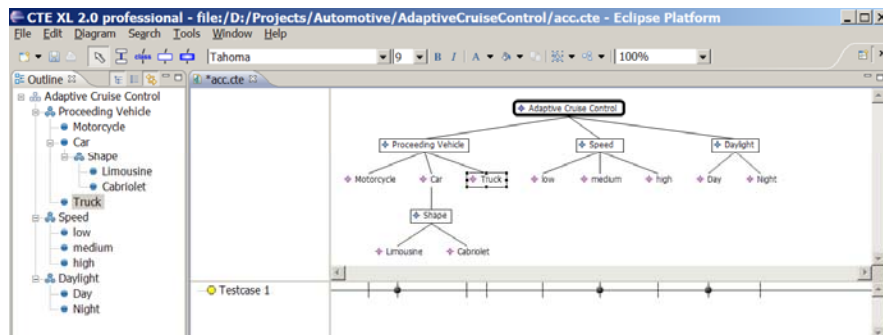 CTE XL 2.0 professional - file:/D:/Projects/Automotive/AdaptiveCruiseControl/acc.cte - Eclipse Platform
File Edit Diagram Search Tools Window Help
class Tahoma 9 B I A 100%
Outline *acc.cte
Adaptive Cruise Control
Proceeding Vehicle
Motorcycle
Car
Shape
Limousine
Cabriolet
Truck
Speed
low
medium
high
Daylight
Day
Night
Adaptive Cruise Control
Proceeding Vehicle Speed Daylight
Motorcycle Car Truck low medium high Day Night
Shape
Limousine Cabriolet
Testcase 1